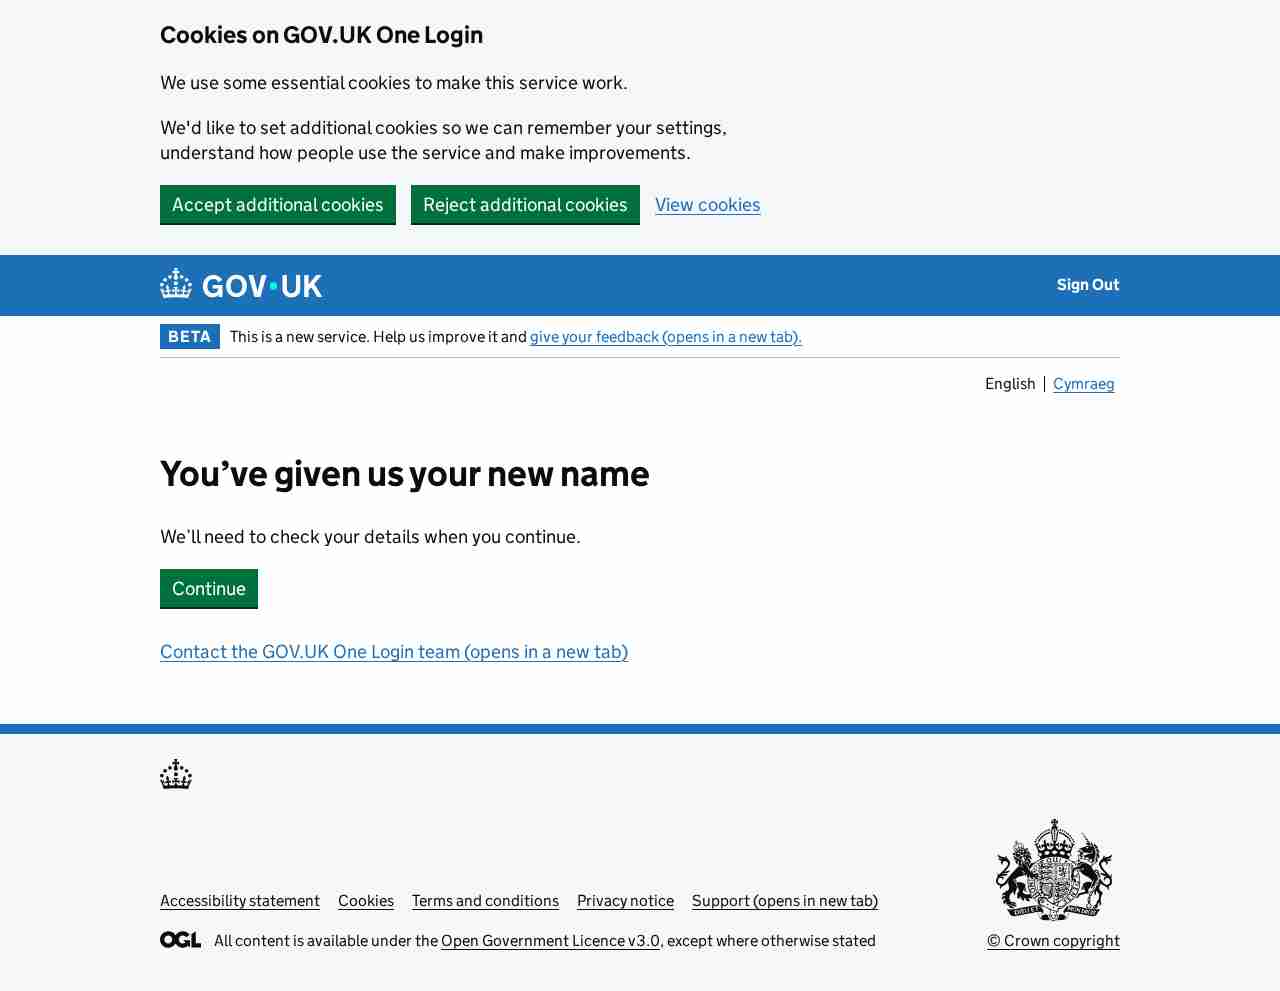 Cookies on GOV.UK One Login
We use some essential cookies to make this service work.
We'd like to set additional cookies so we can remember your settings,
understand how people use the service and make improvements.
Accept additional cookies Reject additional cookies View cookies
GOV·UK Sign Out
BETA This is a new service. Help us improve it and give your feedback (opens in a new tab).
English Cymraeg
You’ve given us your new name
We’ll need to check your details when you continue.
Continue
Contact the GOV.UK One Login team (opens in a new tab)
Accessibility statement Cookies Terms and conditions Privacy notice Support (opens in new tab)
OGL All content is available under the Open Government Licence v3.0, except where otherwise stated
© Crown copyright